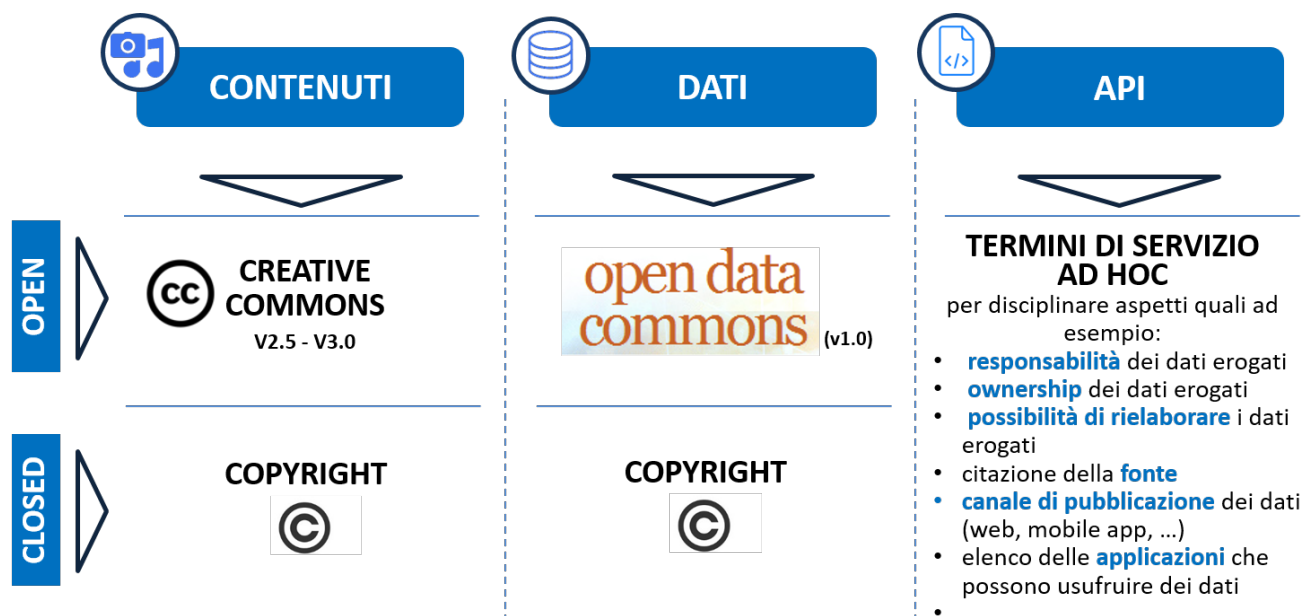 CONTENUTI
DATI
API
OPEN
CC
CREATIVE
COMMONS
V2.5 - V3.0
open data
commons
(v1.0)
TERMINI DI SERVIZIO
AD HOC
per disciplinare aspetti quali ad
esempio:
• responsabilità dei dati erogati
• ownership dei dati erogati
• possibilità di rielaborare i dati
erogati
• citazione della fonte
• canale di pubblicazione dei dati
(web, mobile app, ...)
• elenco delle applicazioni che
possono usufruire dei dati
•
CLOSED
COPYRIGHT
©
COPYRIGHT
©